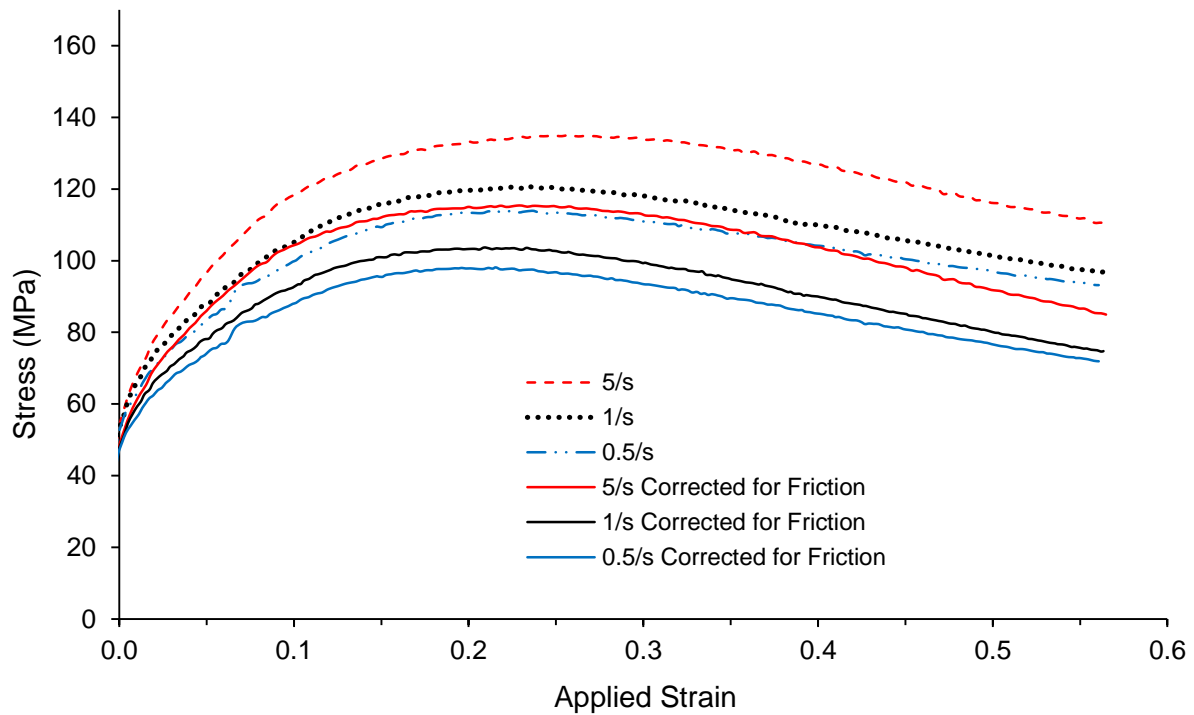 160
140
120
100
80
60
40
20
0
Stress (MPa)
5/s
1/s
0.5/s
5/s Corrected for Friction
1/s Corrected for Friction
0.5/s Corrected for Friction
0.0 0.1 0.2 0.3 0.4 0.5 0.6
Applied Strain